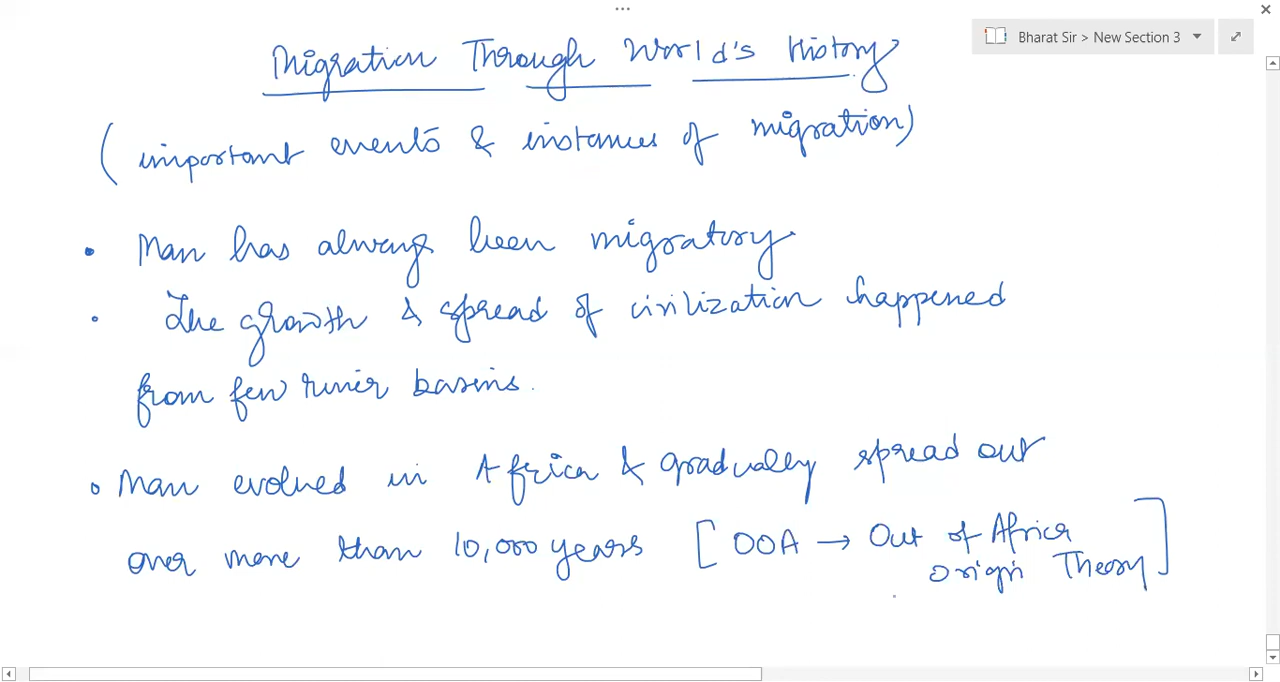 ...
Bharat Sir > New Section 3
Migration Through World's History
(important events & instances of migration)
• Man has always been migratory.
• The growth & spread of civilization happened
from few river basins.
• Man evolved in Africa & gradually spread out
over more than 10,000 years [OOA → Out of Africa
Origin Theory]